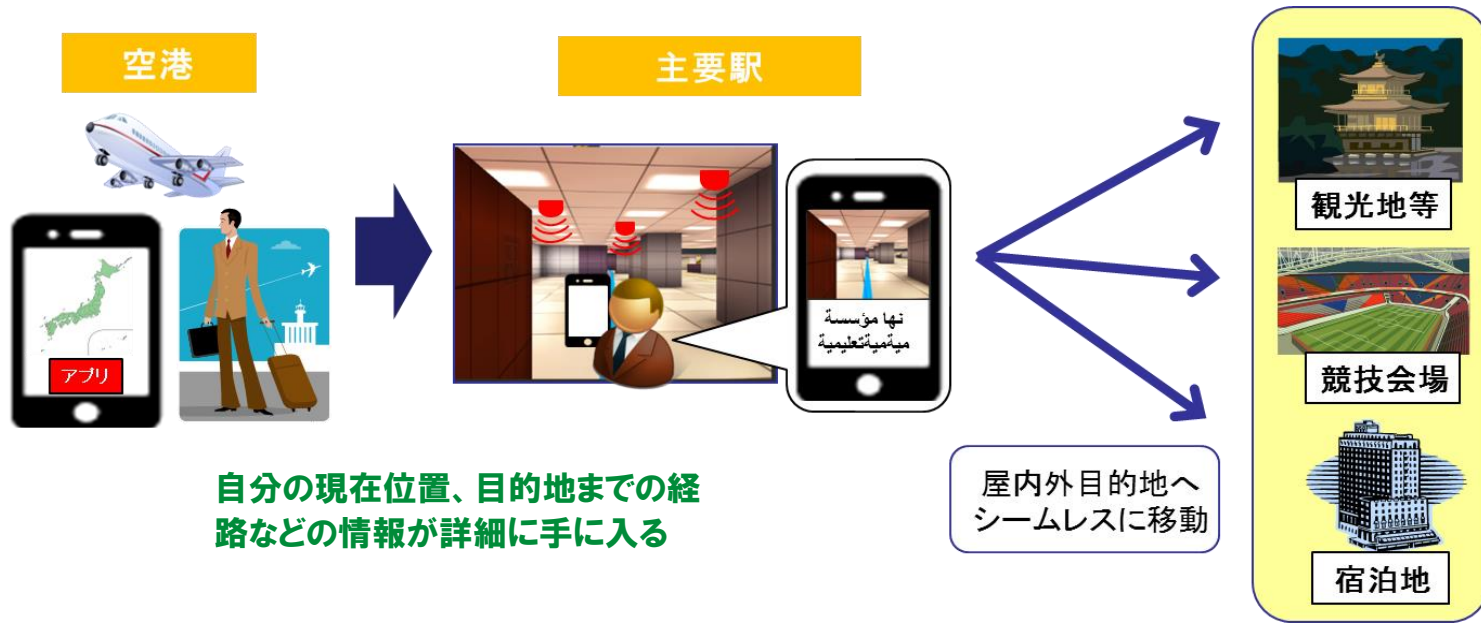 空港
主要駅
アプリ
نها مؤسسة
ميةميةتعليمية
観光地等
競技会場
宿泊地
自分の現在位置、目的地までの経
路などの情報が詳細に手に入る
屋内外目的地へ
シームレスに移動